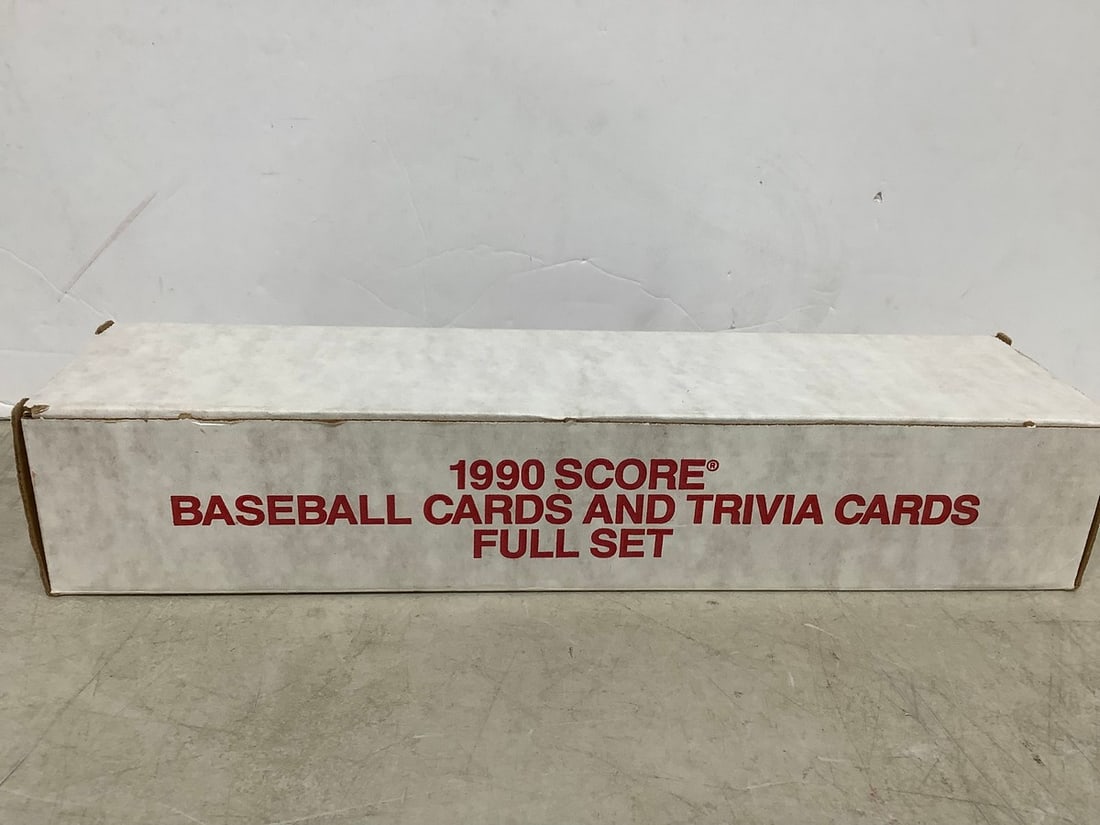 1990 SCORE®
BASEBALL CARDS AND TRIVIA CARDS
FULL SET